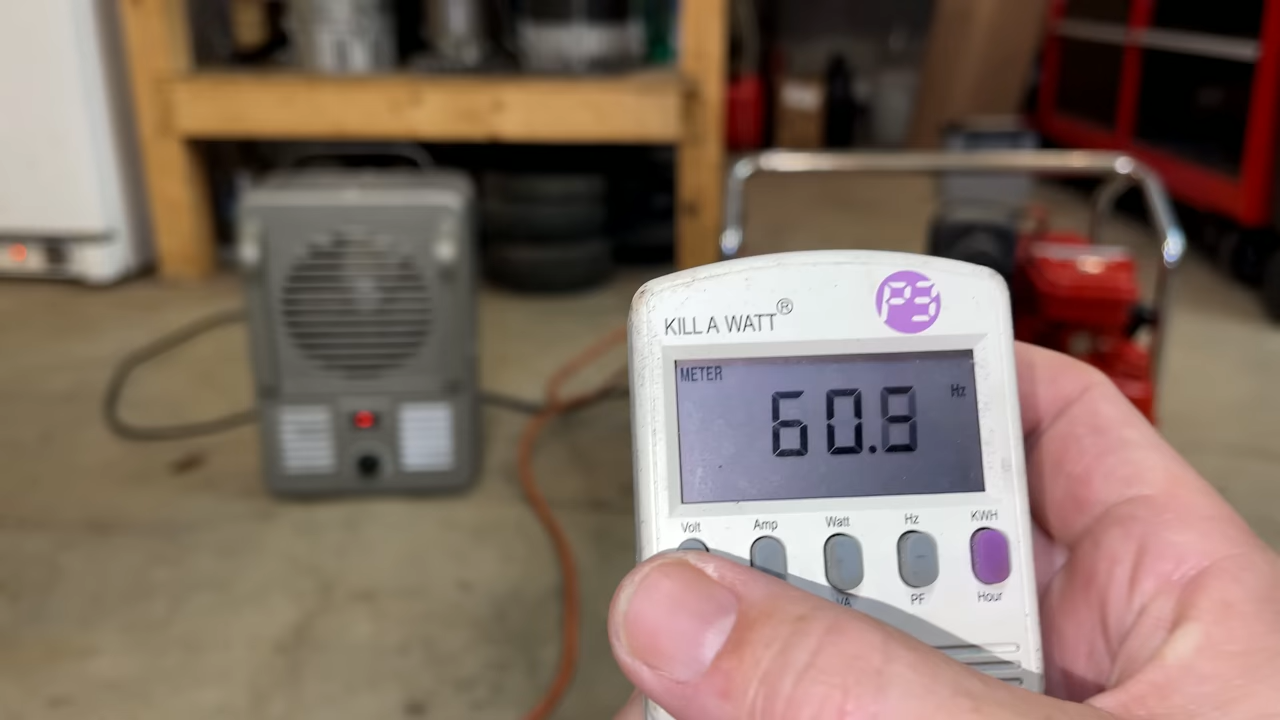 KILL A WATT®
P3
METER
60.8 Hz
Volt Amp Watt Hz KWH
VA PF Hour